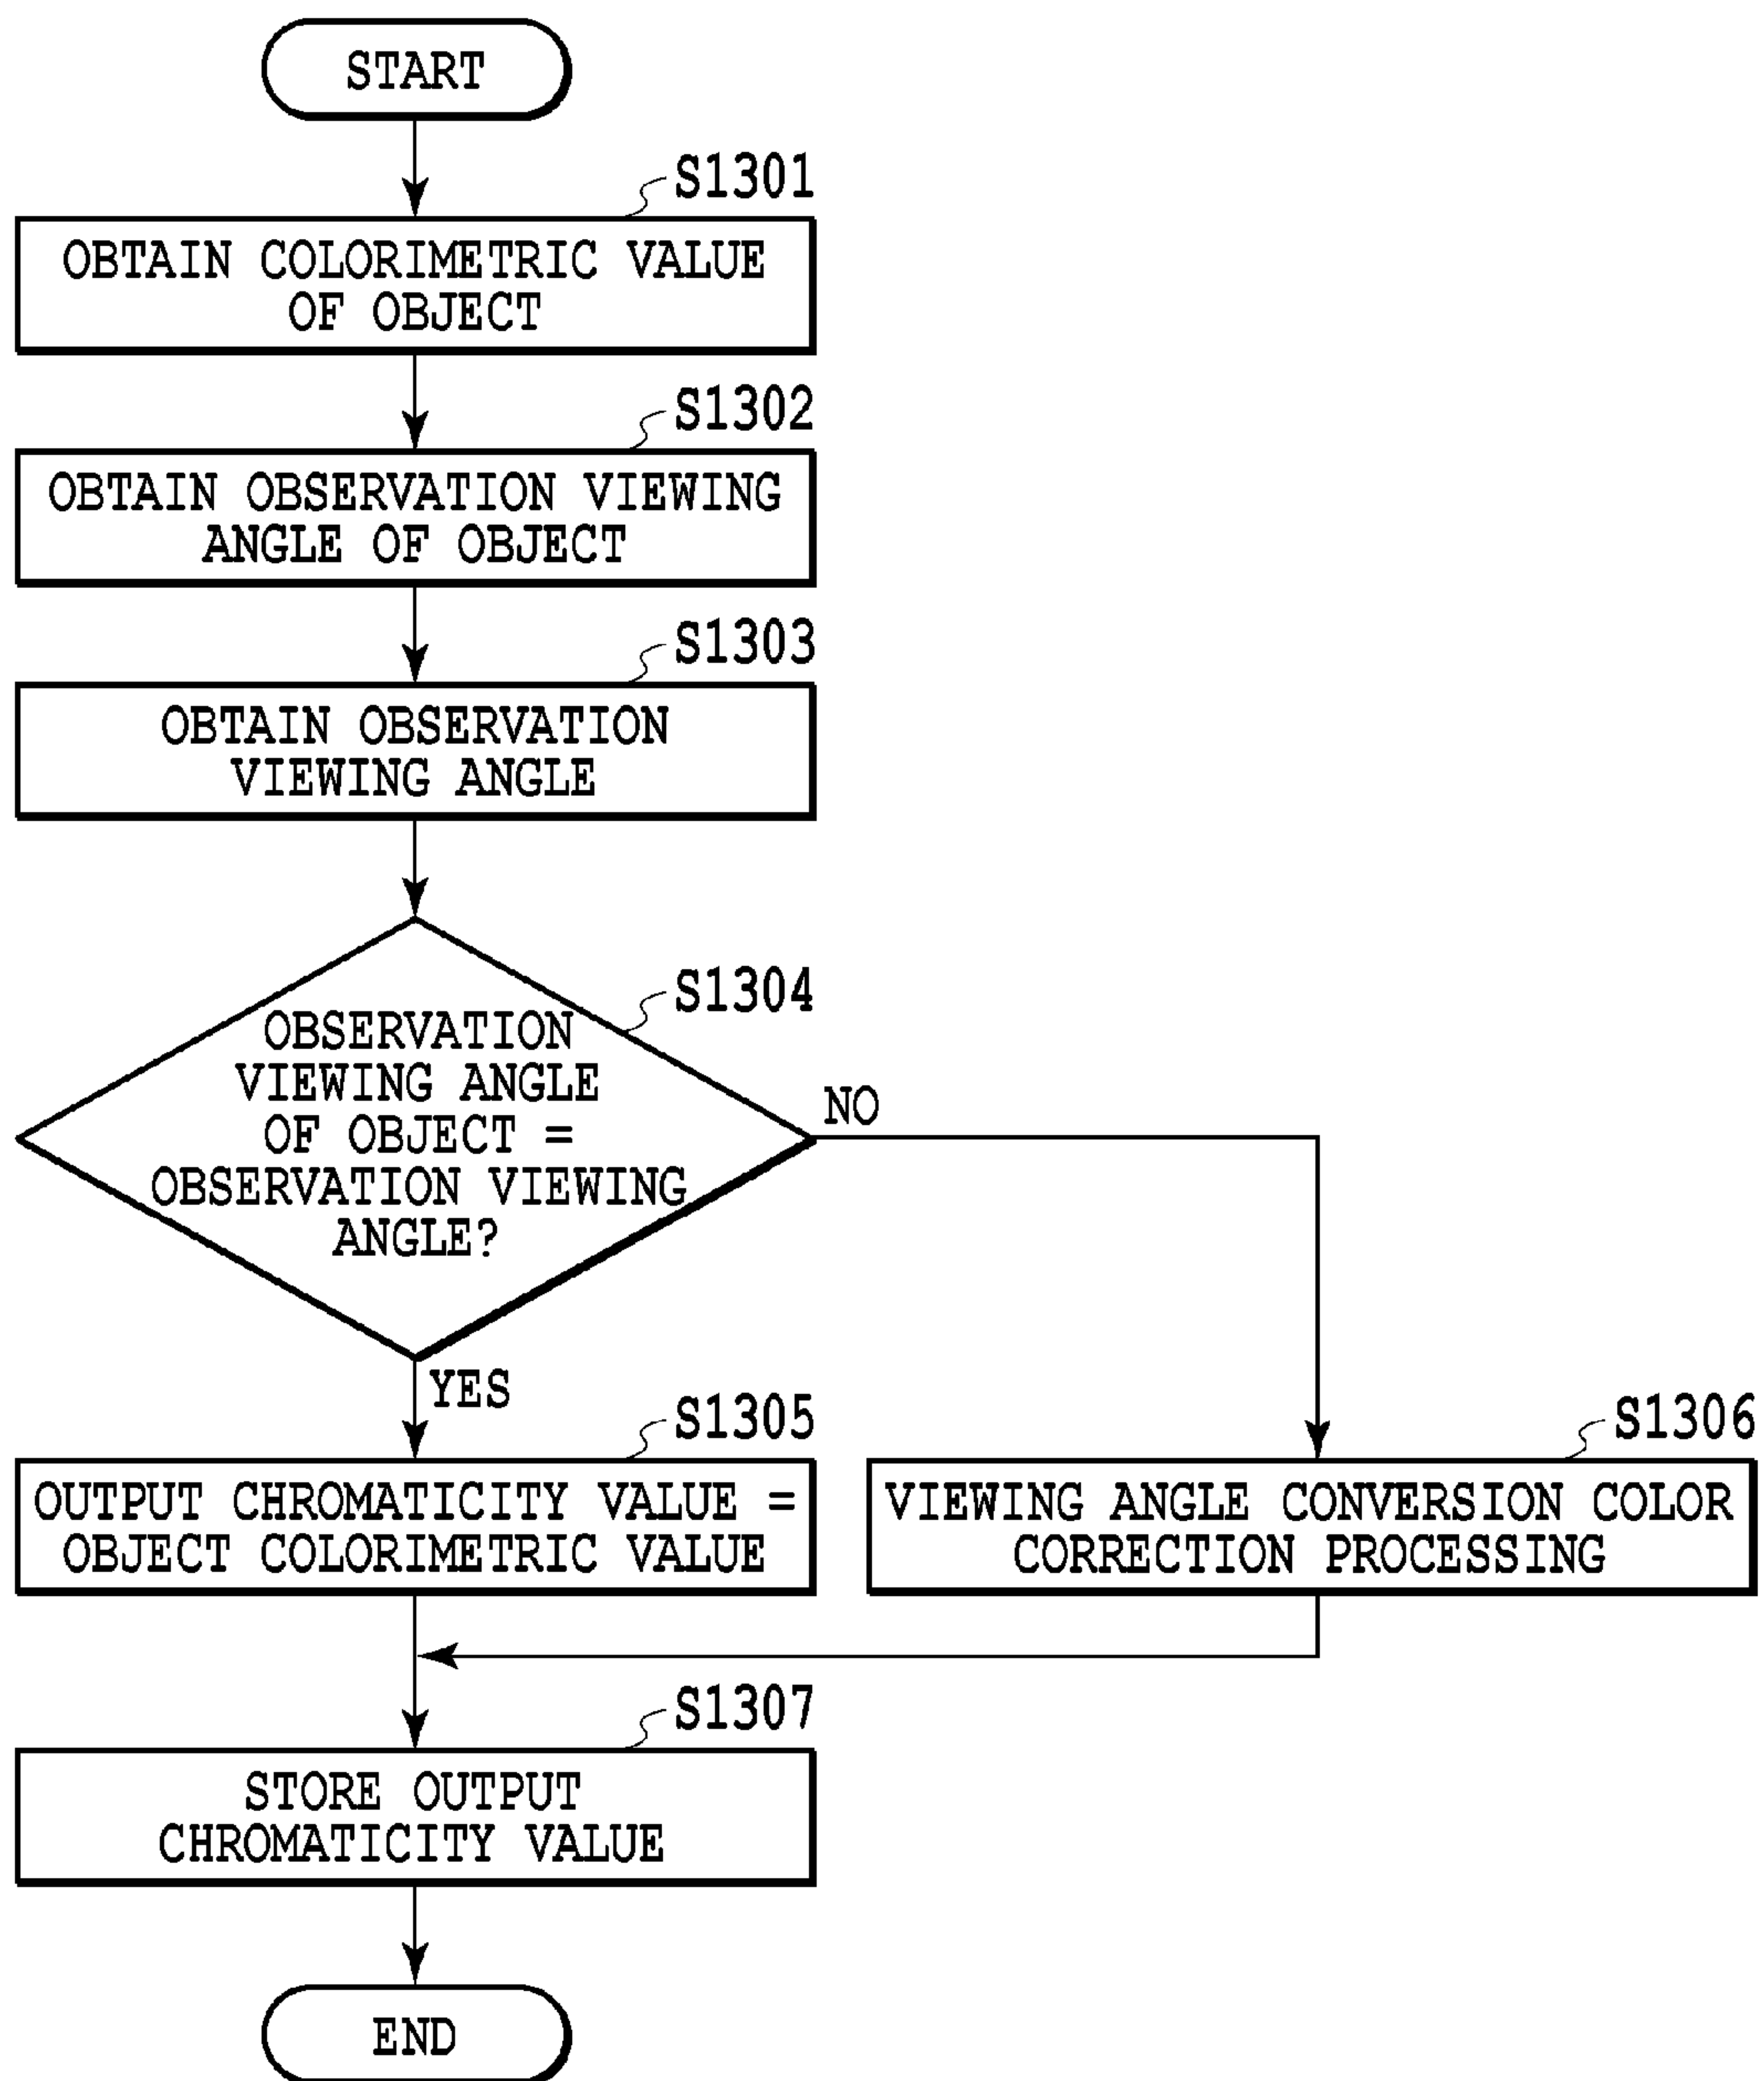 START
S1301
OBTAIN COLORIMETRIC VALUE
OF OBJECT
S1302
OBTAIN OBSERVATION VIEWING
ANGLE OF OBJECT
S1303
OBTAIN OBSERVATION
VIEWING ANGLE
S1304
OBSERVATION
VIEWING ANGLE
OF OBJECT =
OBSERVATION VIEWING
ANGLE?
NO
YES
S1305
OUTPUT CHROMATICITY VALUE =
OBJECT COLORIMETRIC VALUE
S1306
VIEWING ANGLE CONVERSION COLOR
CORRECTION PROCESSING
S1307
STORE OUTPUT
CHROMATICITY VALUE
END